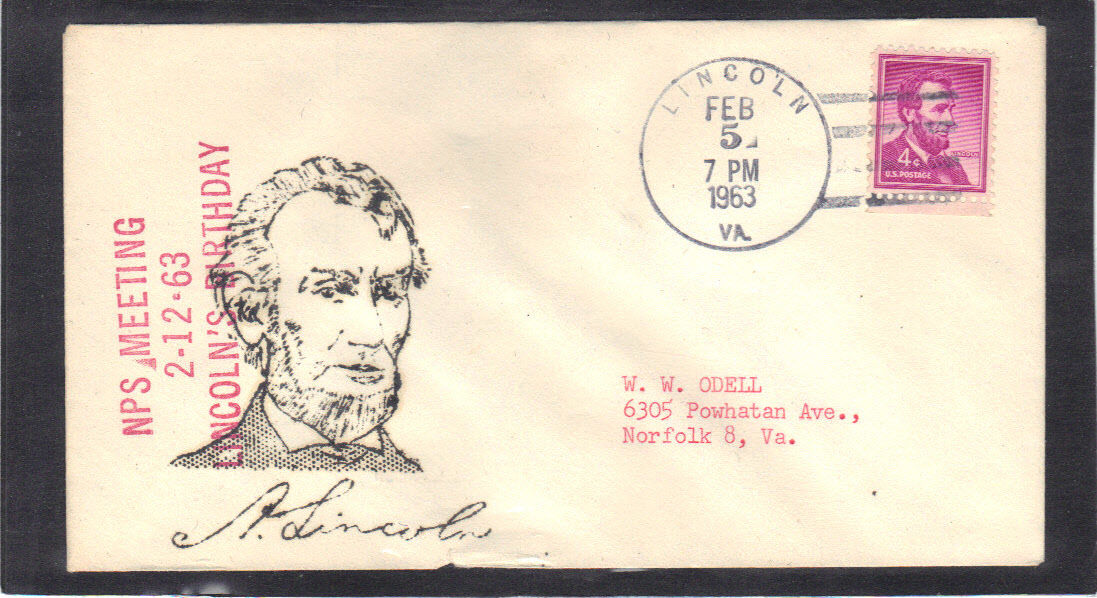 LINCOLN
FEB
5
7 PM
1963
VA.
LINCOLN
4¢
U.S. POSTAGE
NPS MEETING
2-12-63
LINCOLN'S BIRTHDAY
W. W. ODELL
6305 Powhatan Ave.,
Norfolk 8, Va.
A. Lincoln